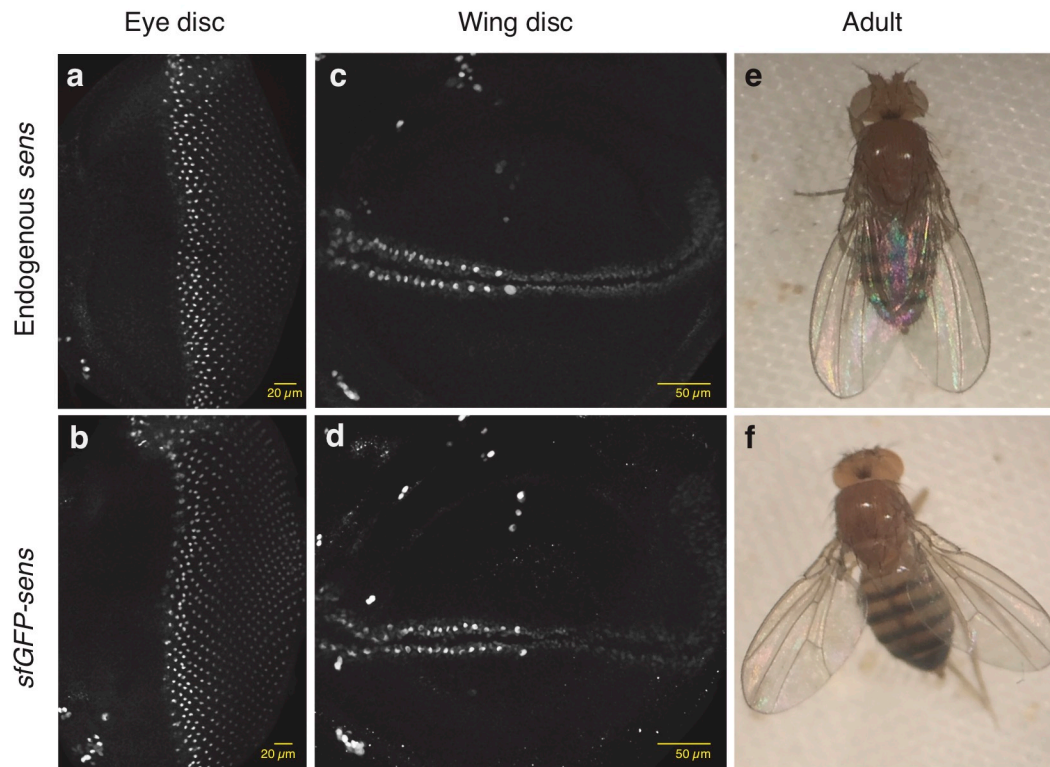 Eye disc
Wing disc
Adult
Endogenous sens
a
c
e
20 µm
50 µm
sfGFP-sens
b
d
f
20 µm
50 µm